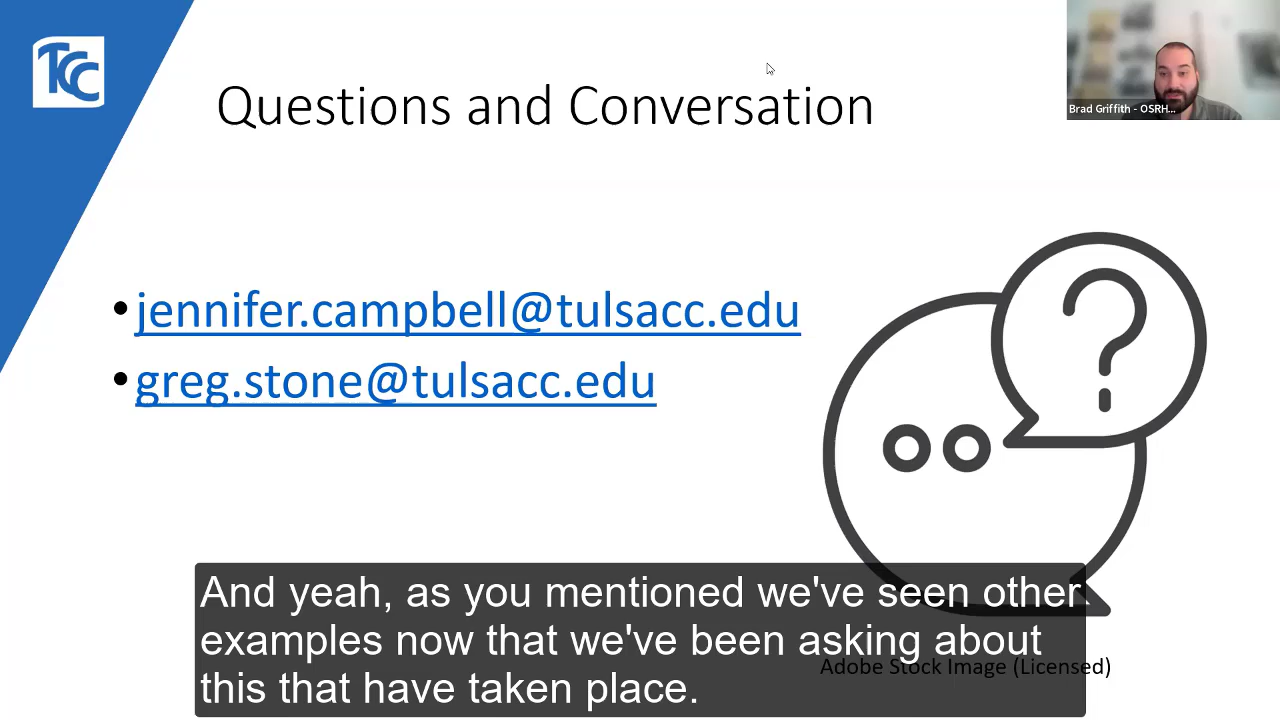 TCC
Questions and Conversation
Brad Griffith - OSRH...
• jennifer.campbell@tulsacc.edu
• greg.stone@tulsacc.edu
And yeah, as you mentioned we've seen other
examples now that we've been asking about
this that have taken place.
Adobe Stock Image (Licensed)